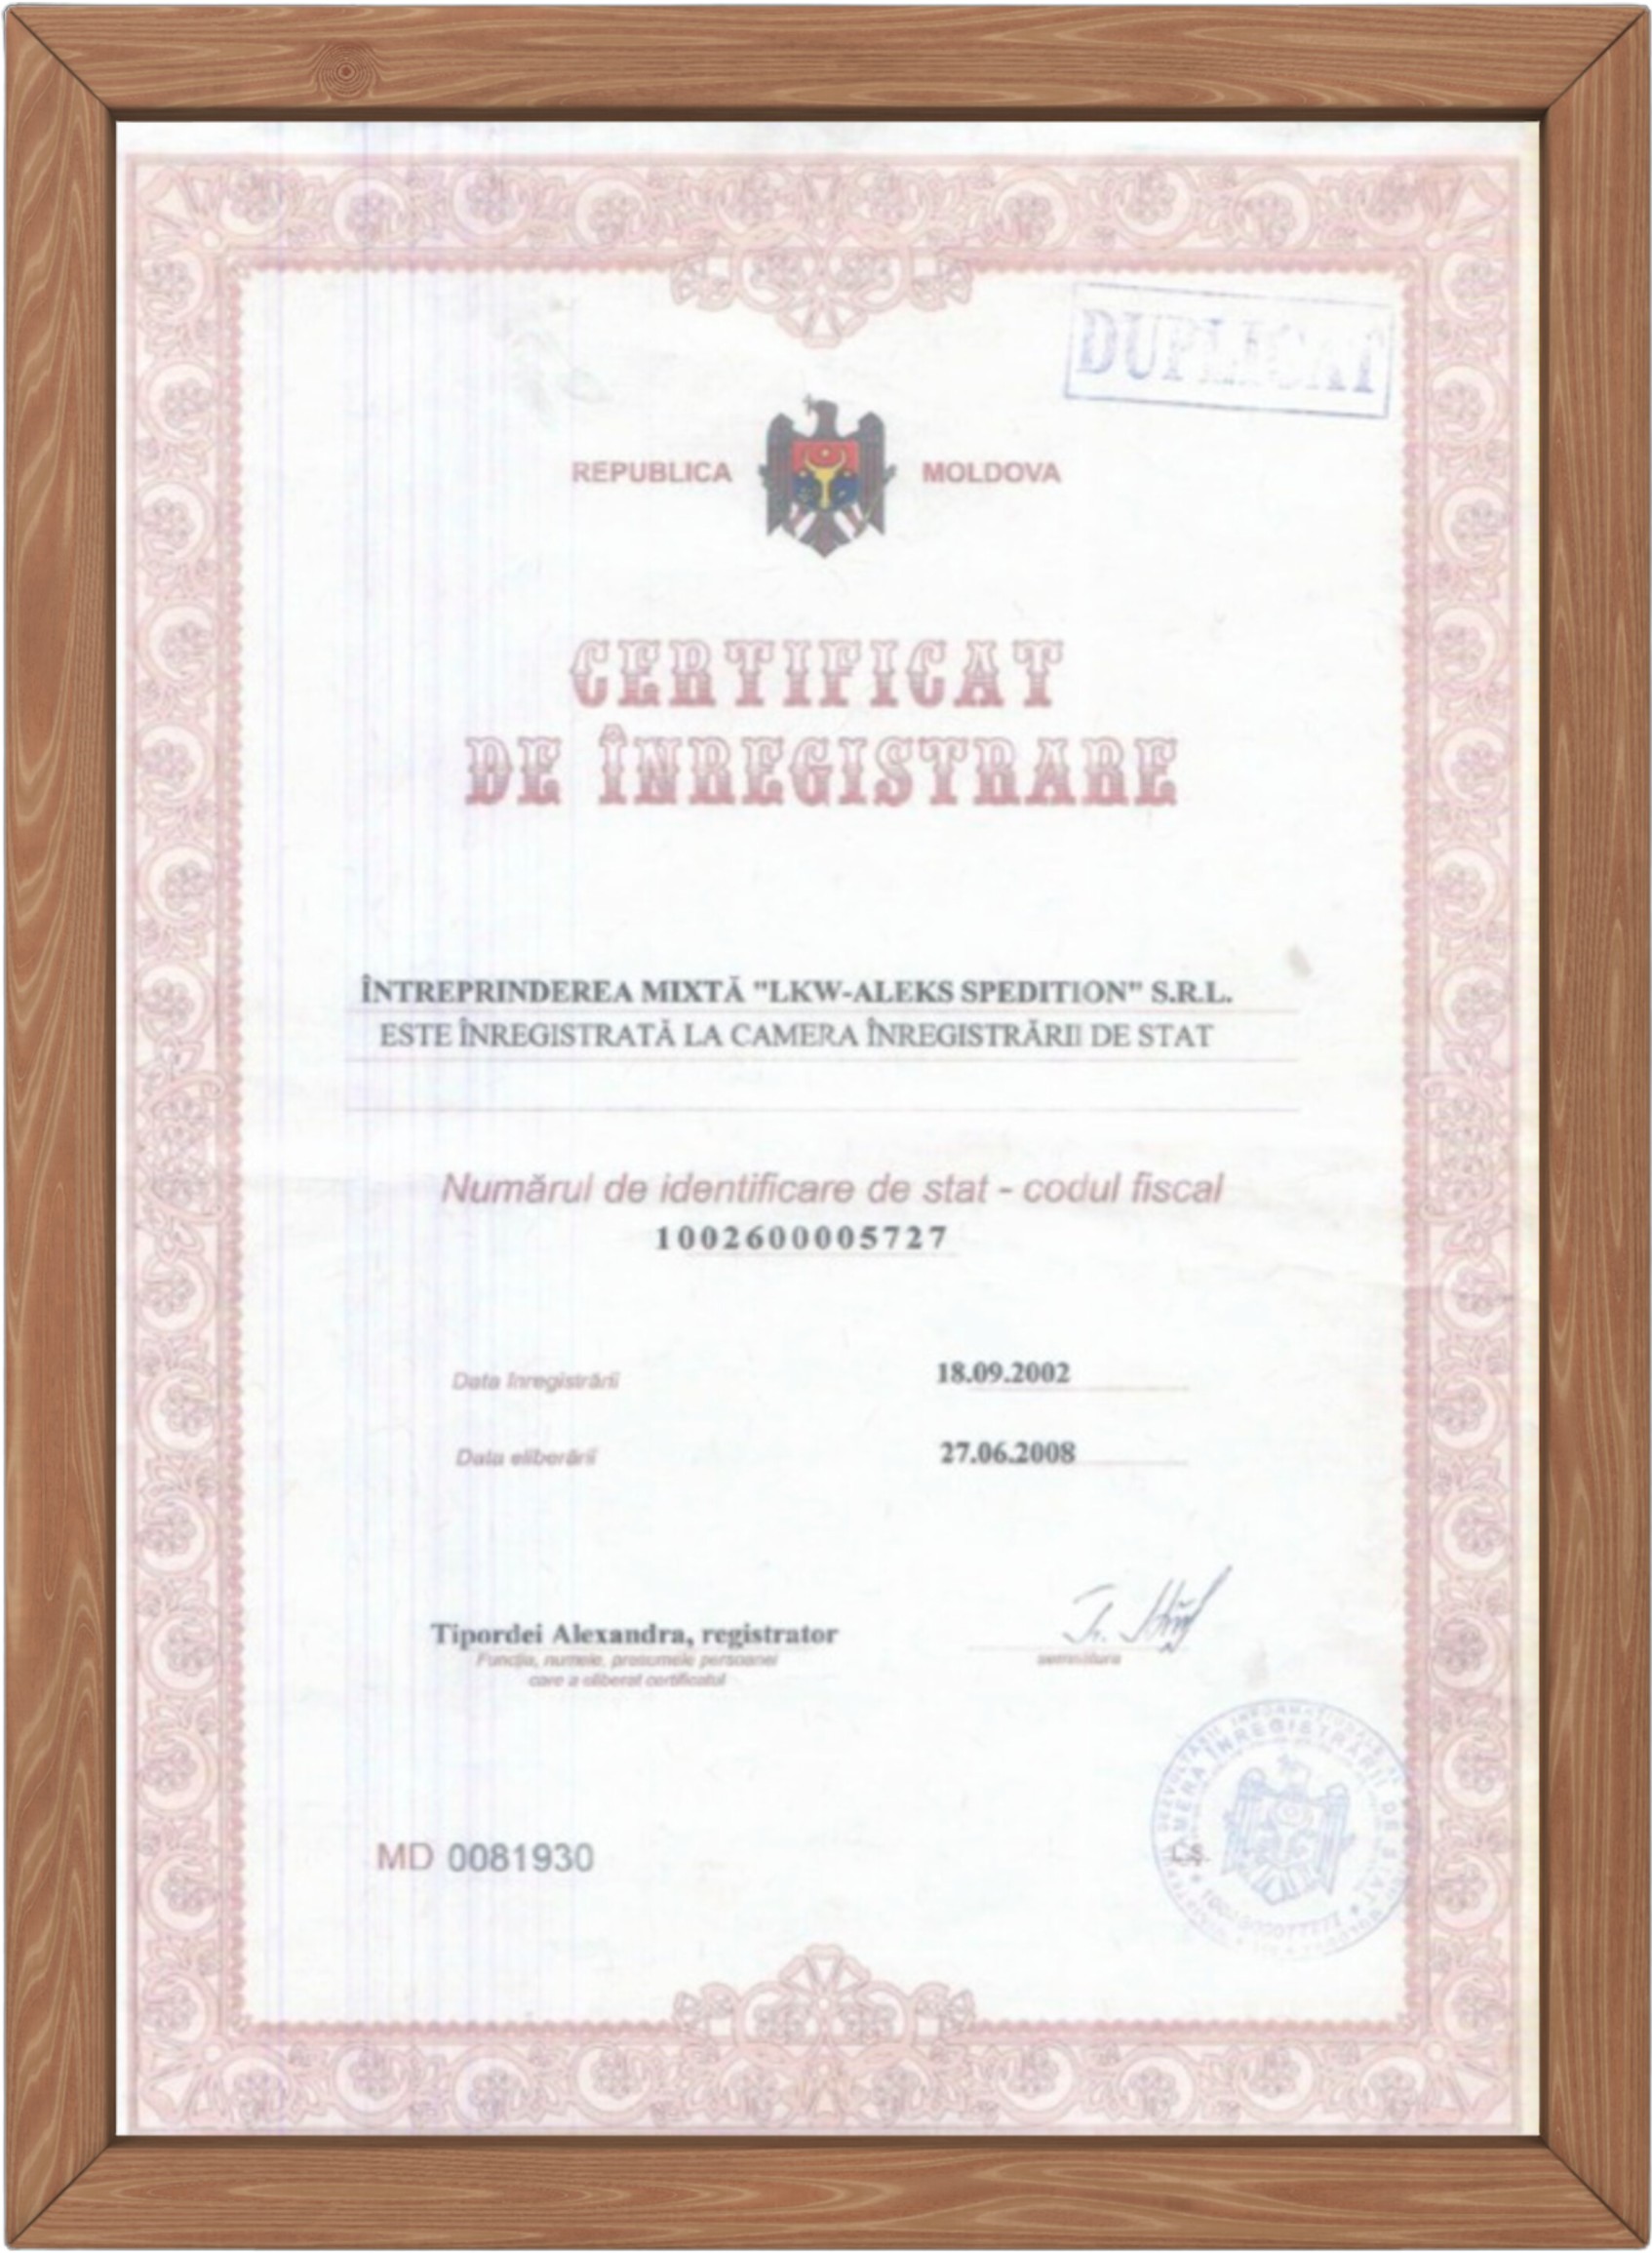 DUPLICAT
REPUBLICA MOLDOVA
CERTIFICAT
DE ÎNREGISTRARE
ÎNTREPRINDEREA MIXTĂ "LKW-ALEKS SPEDITION" S.R.L.
ESTE ÎNREGISTRATĂ LA CAMERA ÎNREGISTRĂRII DE STAT
Numărul de identificare de stat - codul fiscal
1002600005727
Data înregistrării 18.09.2002
Data eliberării 27.06.2008
Tipordei Alexandra, registrator
Funcţia, numele, prenumele persoanei
care a eliberat certificatul
semnătura
CAMERA ÎNREGISTRĂRII DE STAT
L.Ş.
MD 0081930